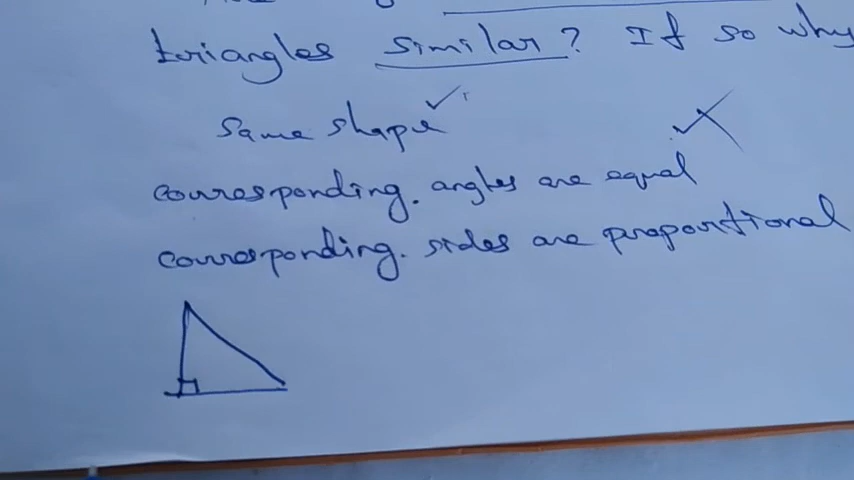 triangles similar? If so why
same shape
corresponding. angles are equal
corresponding. sides are proportional